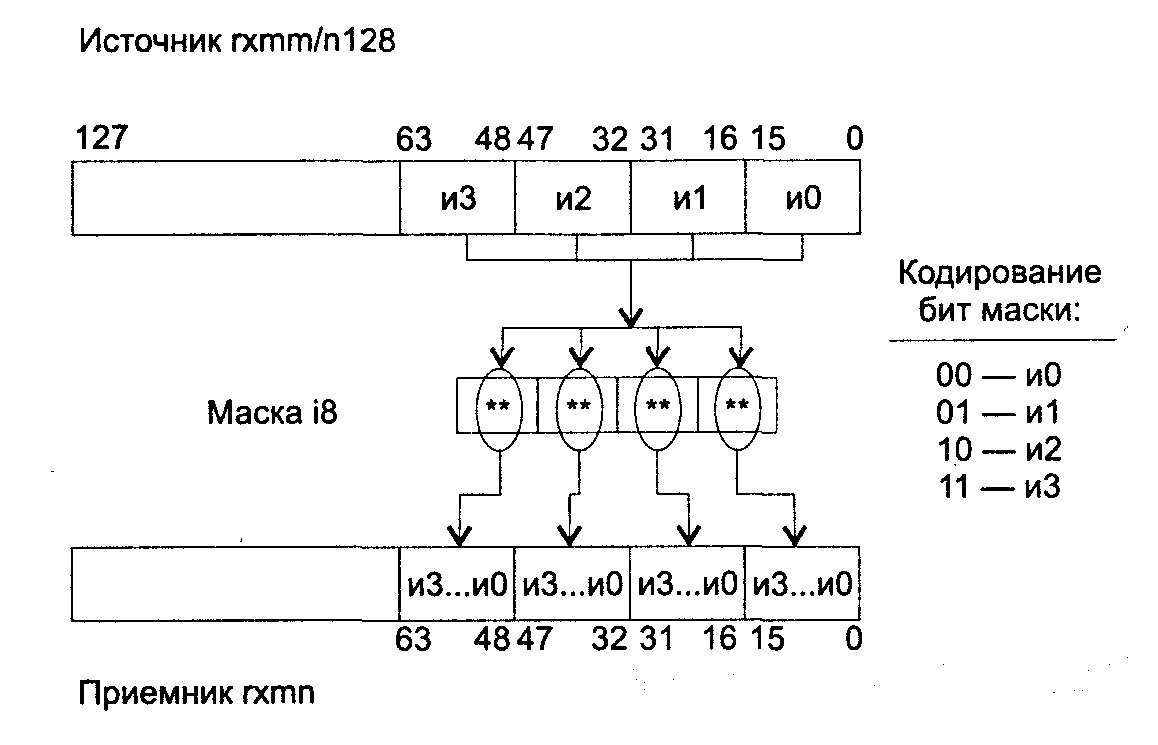 Источник rxmm/n128
127 63 48 47 32 31 16 15 0
и3 и2 и1 и0
Кодирование
бит маски:
00 — и0
01 — и1
10 — и2
11 — и3
Маска i8 ** ** ** **
и3...и0 и3...и0 и3...и0 и3...и0
63 48 47 32 31 16 15 0
Приемник rxmn